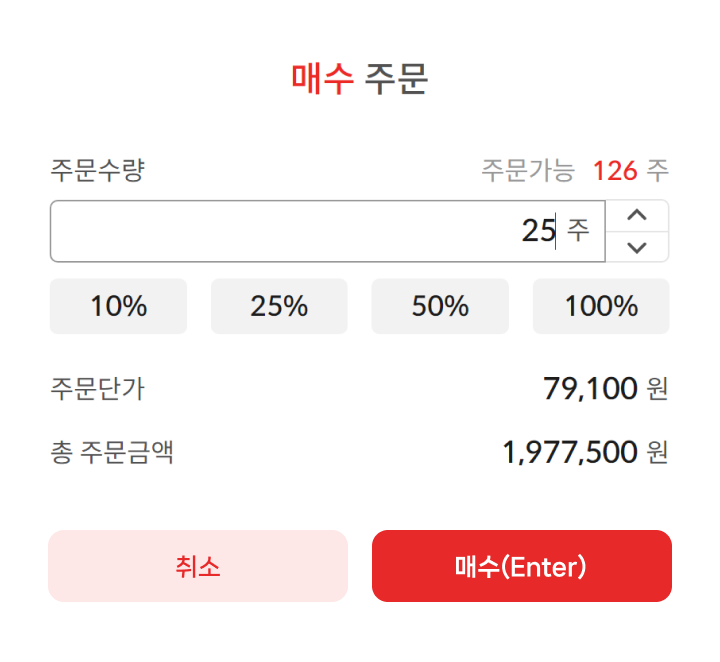 매수 주문
주문수량 주문가능 126 주
25 주
10% 25% 50% 100%
주문단가 79,100 원
총 주문금액 1,977,500 원
취소 매수(Enter)